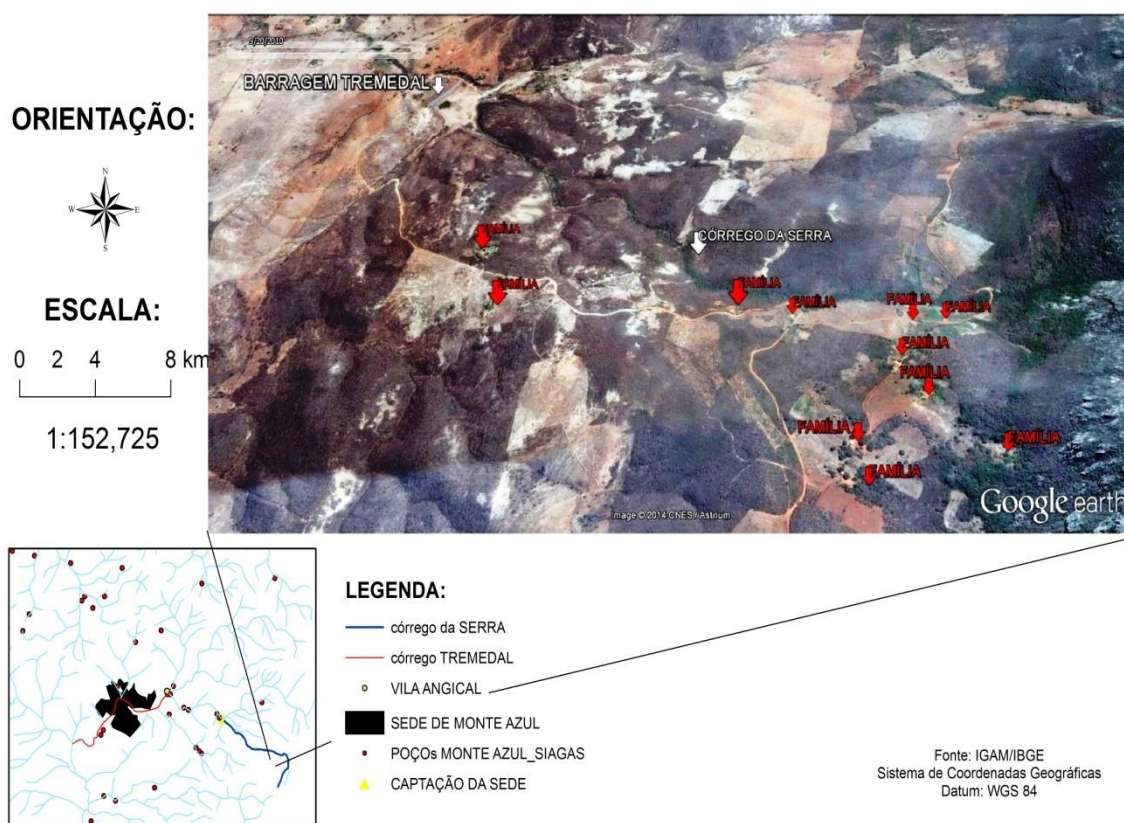 9/20/2010
BARRAGEM TREMEDAL
ORIENTAÇÃO:
N
W E
S
FAMÍLIA
CÓRREGO DA SERRA
FAMÍLIA
FAMÍLIA
FAMÍLIA
FAMÍLIA
FAMÍLIA
FAMÍLIA
FAMÍLIA
FAMÍLIA
FAMÍLIA
FAMÍLIA
ESCALA:
0 2 4 8 km
1:152,725
Image © 2014 CNES / Astrium
Google earth
LEGENDA:
córrego da SERRA
córrego TREMEDAL
VILA ANGICAL
SEDE DE MONTE AZUL
POÇOs MONTE AZUL_SIAGAS
CAPTAÇÃO DA SEDE
Fonte: IGAM/IBGE
Sistema de Coordenadas Geográficas
Datum: WGS 84